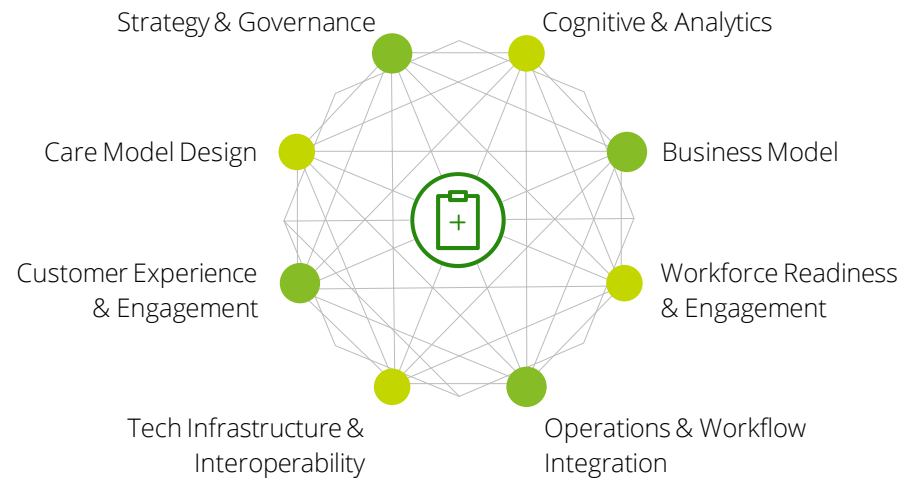 Strategy & Governance
Cognitive & Analytics
Care Model Design
Business Model
Customer Experience
& Engagement
Workforce Readiness
& Engagement
Tech Infrastructure &
Interoperability
Operations & Workflow
Integration